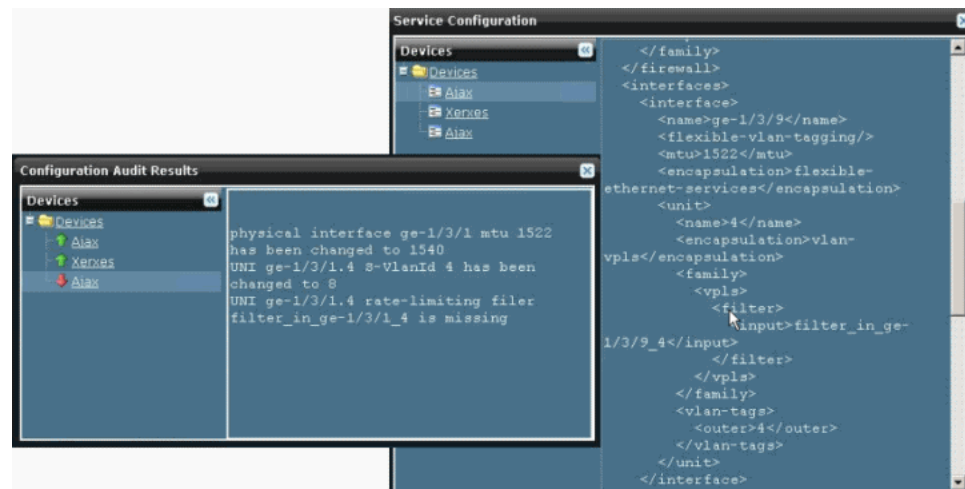 Service Configuration
Devices
Devices
Ajax
Xerxes
Ajax
</family>
</firewall>
<interfaces>
<interface>
<name>ge-1/3/9</name>
<flexible-vlan-tagging/>
<mtu>1522</mtu>
<encapsulation>flexible-
ethernet-services</encapsulation>
<unit>
<name>4</name>
<encapsulation>vlan-
vpls</encapsulation>
<family>
<vpls>
<filter>
<input>filter_in_ge-
1/3/9_4</input>
</filter>
</vpls>
</family>
<vlan-tags>
<outer>4</outer>
</vlan-tags>
</unit>
</interface>
Configuration Audit Results
Devices
Devices
Ajax
Xerxes
Ajax
physical interface ge-1/3/1 mtu 1522
has been changed to 1540
UNI ge-1/3/1.4 S-VlanId 4 has been
changed to 8
UNI ge-1/3/1.4 rate-limiting filer
filter_in_ge-1/3/1_4 is missing